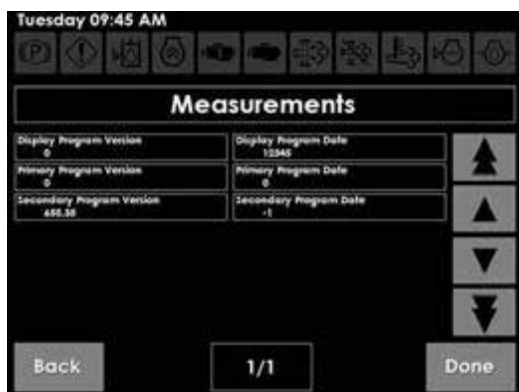 Tuesday 09:45 AM
Measurements
Display Program Version
0
Display Program Date
12345
Primary Program Version
0
Primary Program Date
0
Secondary Program Version
655.35
Secondary Program Date
-1
Back
1/1
Done